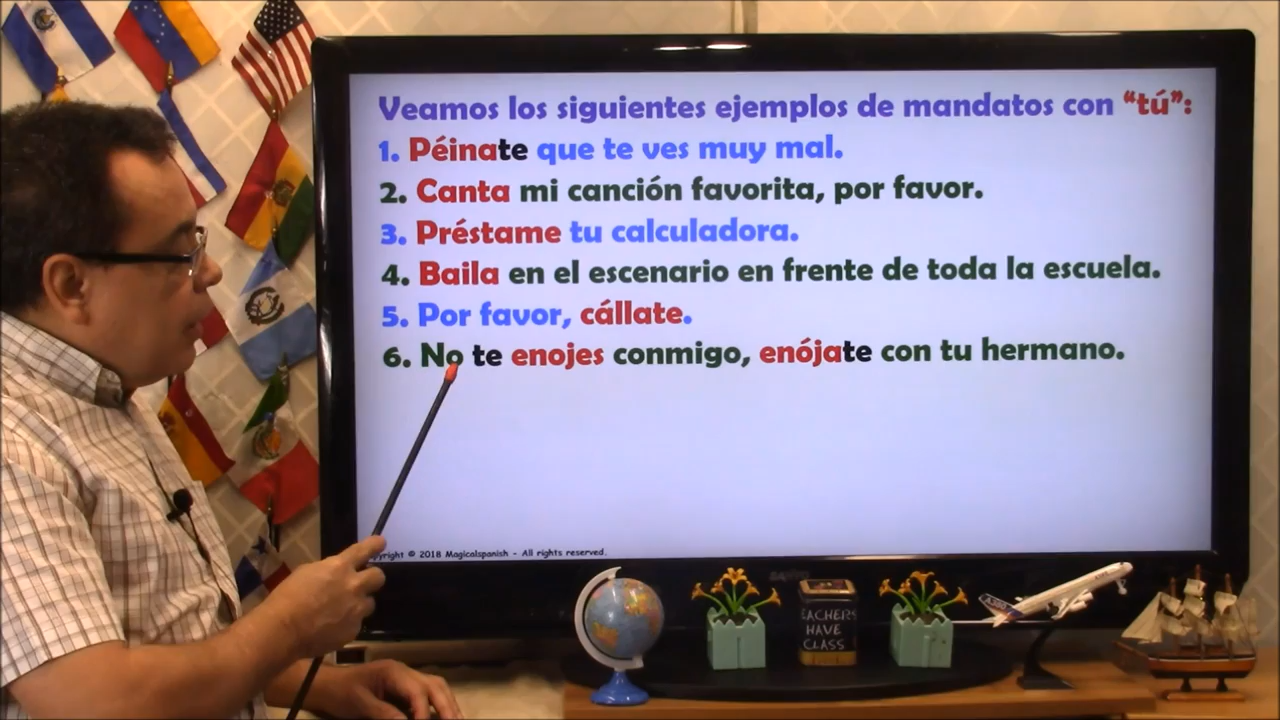 Veamos los siguientes ejemplos de mandatos con “tú”:
1. Péinate que te ves muy mal.
2. Canta mi canción favorita, por favor.
3. Préstame tu calculadora.
4. Baila en el escenario en frente de toda la escuela.
5. Por favor, cállate.
6. No te enojes conmigo, enójate con tu hermano.
© 2018 Magicalspanish - All rights reserved.
EACHERS
HAVE
CLASS